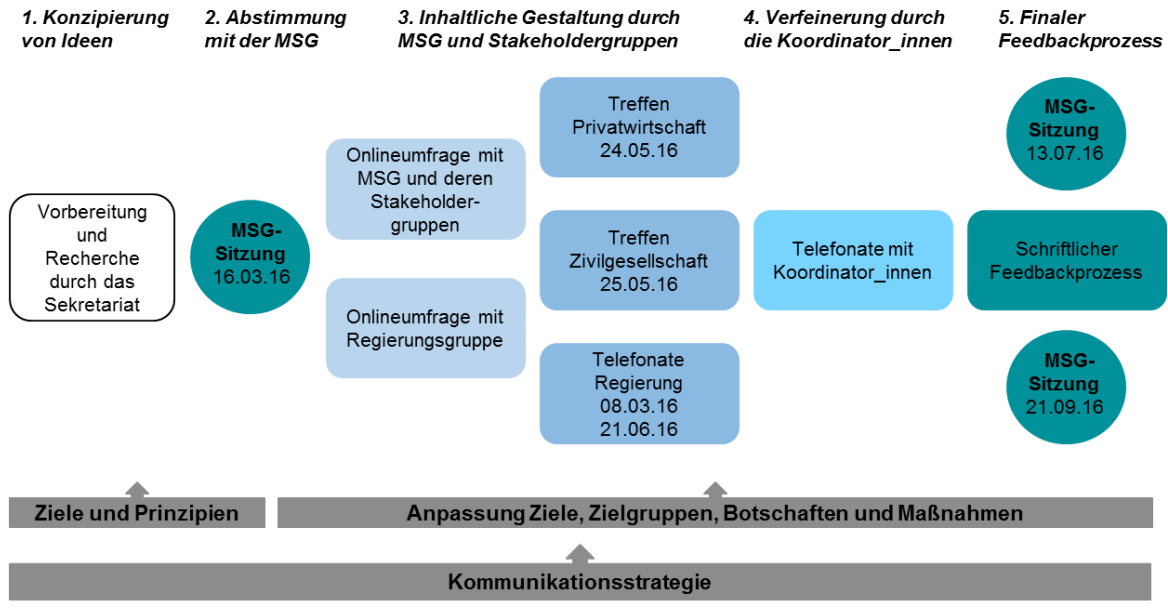 1. Konzipierung
von Ideen
2. Abstimmung
mit der MSG
3. Inhaltliche Gestaltung durch
MSG und Stakeholdergruppen
4. Verfeinerung durch
die Koordinator_innen
5. Finaler
Feedbackprozess
Vorbereitung
und
Recherche
durch das
Sekretariat
MSG-
Sitzung
16.03.16
Onlineumfrage mit
MSG und deren
Stakeholder-
gruppen
Onlineumfrage mit
Regierungsgruppe
Treffen
Privatwirtschaft
24.05.16
Treffen
Zivilgesellschaft
25.05.16
Telefonate
Regierung
08.03.16
21.06.16
Telefonate mit
Koordinator_innen
MSG-
Sitzung
13.07.16
Schriftlicher
Feedbackprozess
MSG-
Sitzung
21.09.16
Ziele und Prinzipien
Anpassung Ziele, Zielgruppen, Botschaften und Maßnahmen
Kommunikationsstrategie